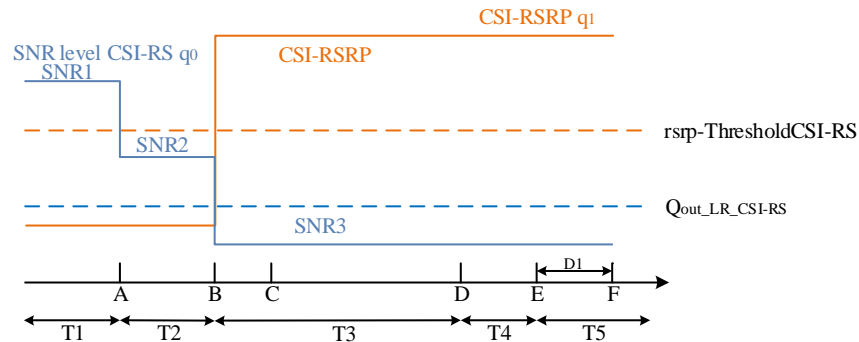 CSI-RSRP q1
SNR level CSI-RS q0
CSI-RSRP
SNR1
rsrp-ThresholdCSI-RS
SNR2
Qout_LR_CSI-RS
SNR3
D1
A B C D E F
T1 T2 T3 T4 T5